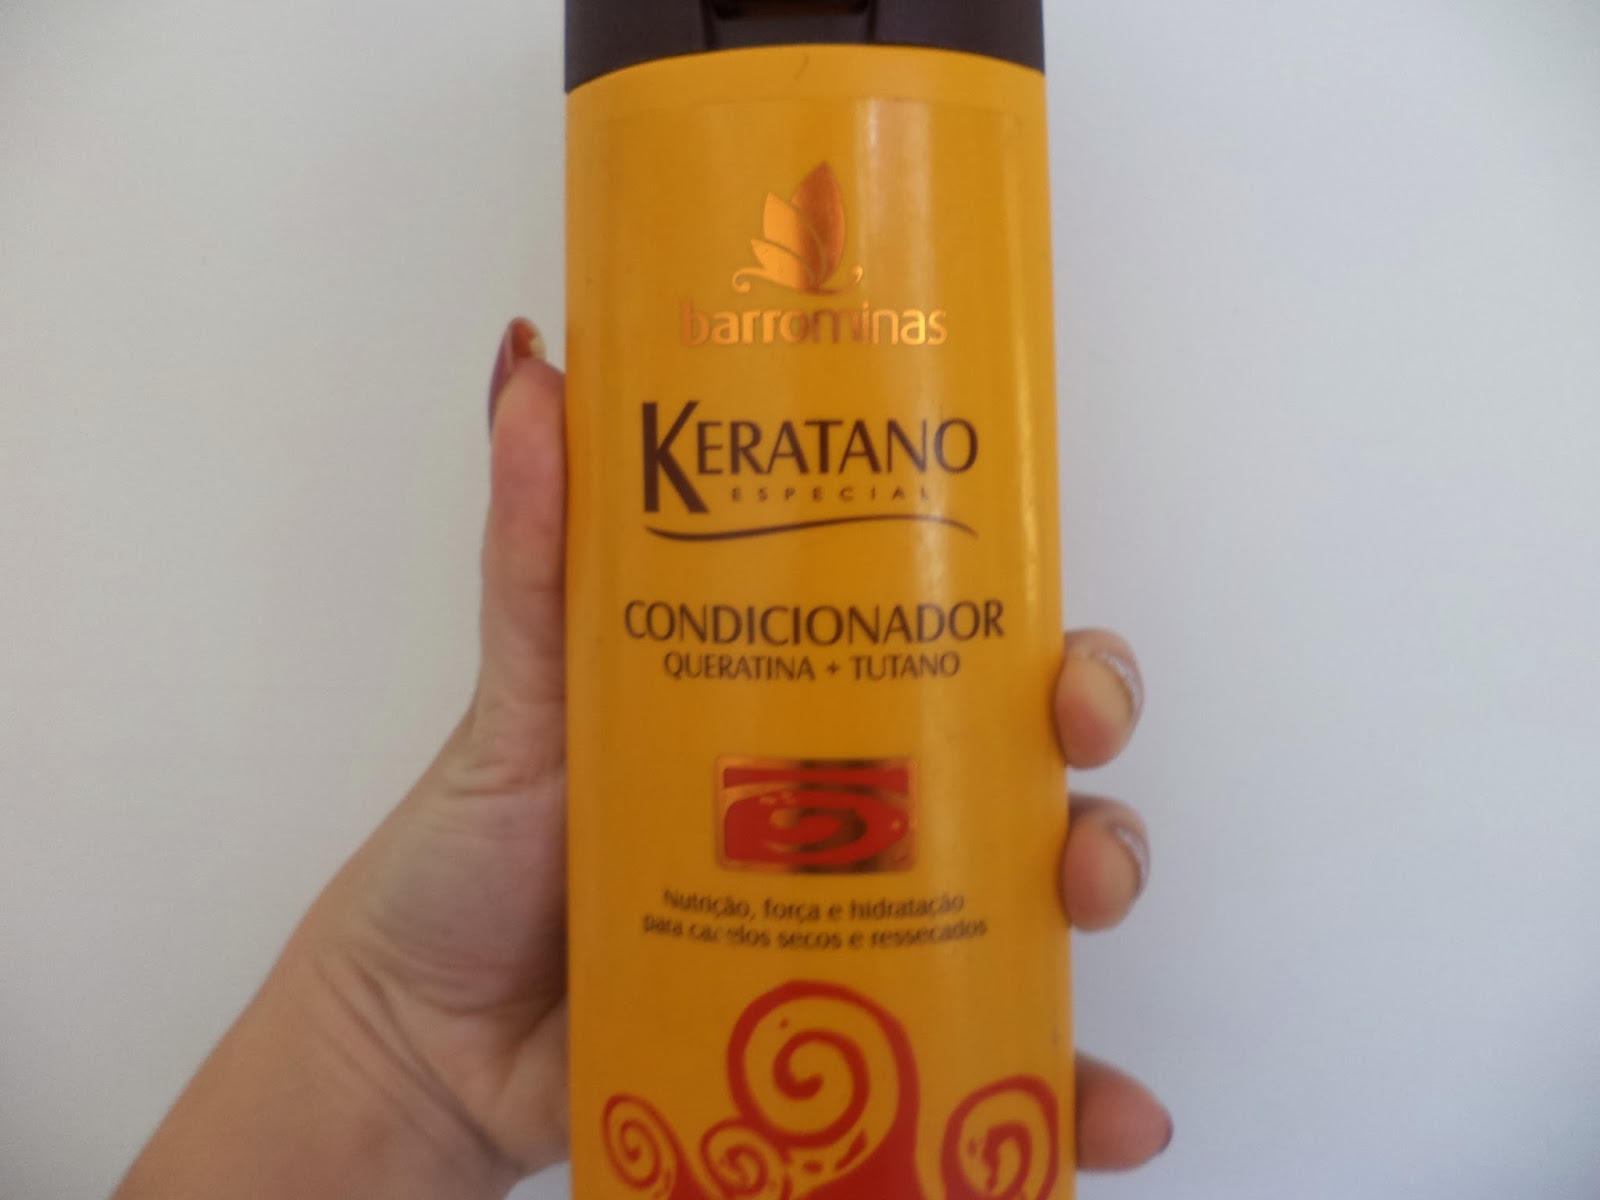 barrominas
KERATANO
ESPECIAL
CONDICIONADOR
QUERATINA + TUTANO
Nutrição, força e hidratação
para cabelos secos e ressecados